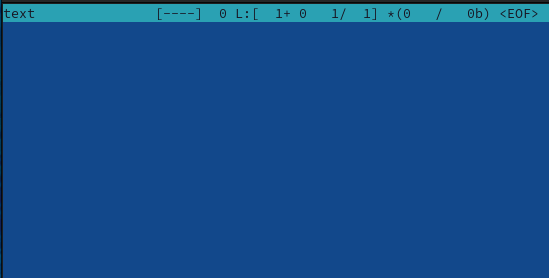 text [----] 0 L:[ 1+ 0 1/ 1] *(0 / 0b) <EOF>